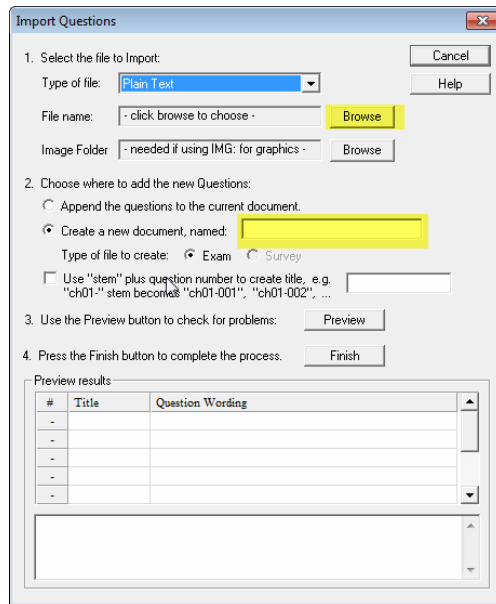 Import Questions
1. Select the file to Import:
Cancel
Type of file: Plain Text
Help
File name: - click browse to choose - Browse
Image Folder - needed if using IMG: for graphics - Browse
2. Choose where to add the new Questions:
Append the questions to the current document.
Create a new document, named:
Type of file to create: Exam Survey
Use "stem" plus question number to create title, e.g.
"ch01-" stem becomes "ch01-001", "ch01-002", ...
3. Use the Preview button to check for problems: Preview
4. Press the Finish button to complete the process. Finish
Preview results
# Title Question Wording
-
-
-
-
-